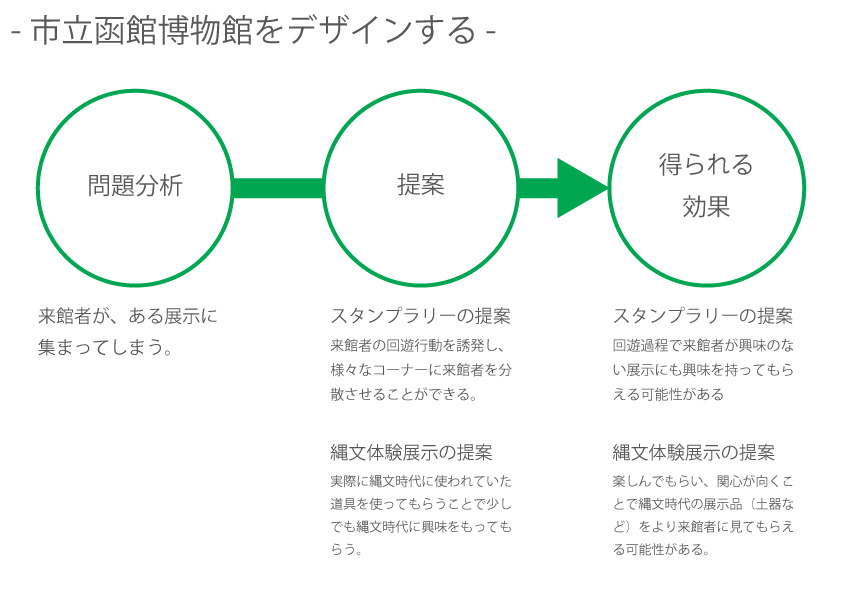 - 市立函館博物館をデザインする -
問題分析
提案
得られる
効果
来館者が、ある展示に
集まってしまう。
スタンプラリーの提案
来館者の回遊行動を誘発し、
様々なコーナーに来館者を分
散させることができる。
縄文体験展示の提案
実際に縄文時代に使われていた
道具を使ってもらうことで少し
でも縄文時代に興味をもっても
らう。
スタンプラリーの提案
回遊過程で来館者が興味のな
い展示にも興味を持ってもら
える可能性がある
縄文体験展示の提案
楽しんでもらい、関心が向くこ
とで縄文時代の展示品（土器な
ど）をより来館者に見てもらえ
る可能性がある。